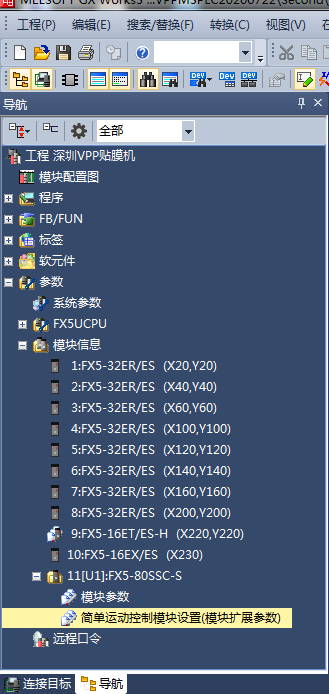 MELSOFT GX Works3 ...VPPM5PLC20200722(second(
工程(P) 编辑(E) 搜索/替换(F) 转换(C) 视图(V)
导航
全部
工程 深圳VPP贴膜机
模块配置图
程序
FB/FUN
标签
软元件
参数
系统参数
FX5UCPU
模块信息
1:FX5-32ER/ES (X20,Y20)
2:FX5-32ER/ES (X40,Y40)
3:FX5-32ER/ES (X60,Y60)
4:FX5-32ER/ES (X100,Y100)
5:FX5-32ER/ES (X120,Y120)
6:FX5-32ER/ES (X140,Y140)
7:FX5-32ER/ES (X160,Y160)
8:FX5-32ER/ES (X200,Y200)
9:FX5-16ET/ES-H (X220,Y220)
10:FX5-16EX/ES (X230)
11[U1]:FX5-80SSC-S
模块参数
简单运动控制模块设置(模块扩展参数)
远程口令
连接目标 导航